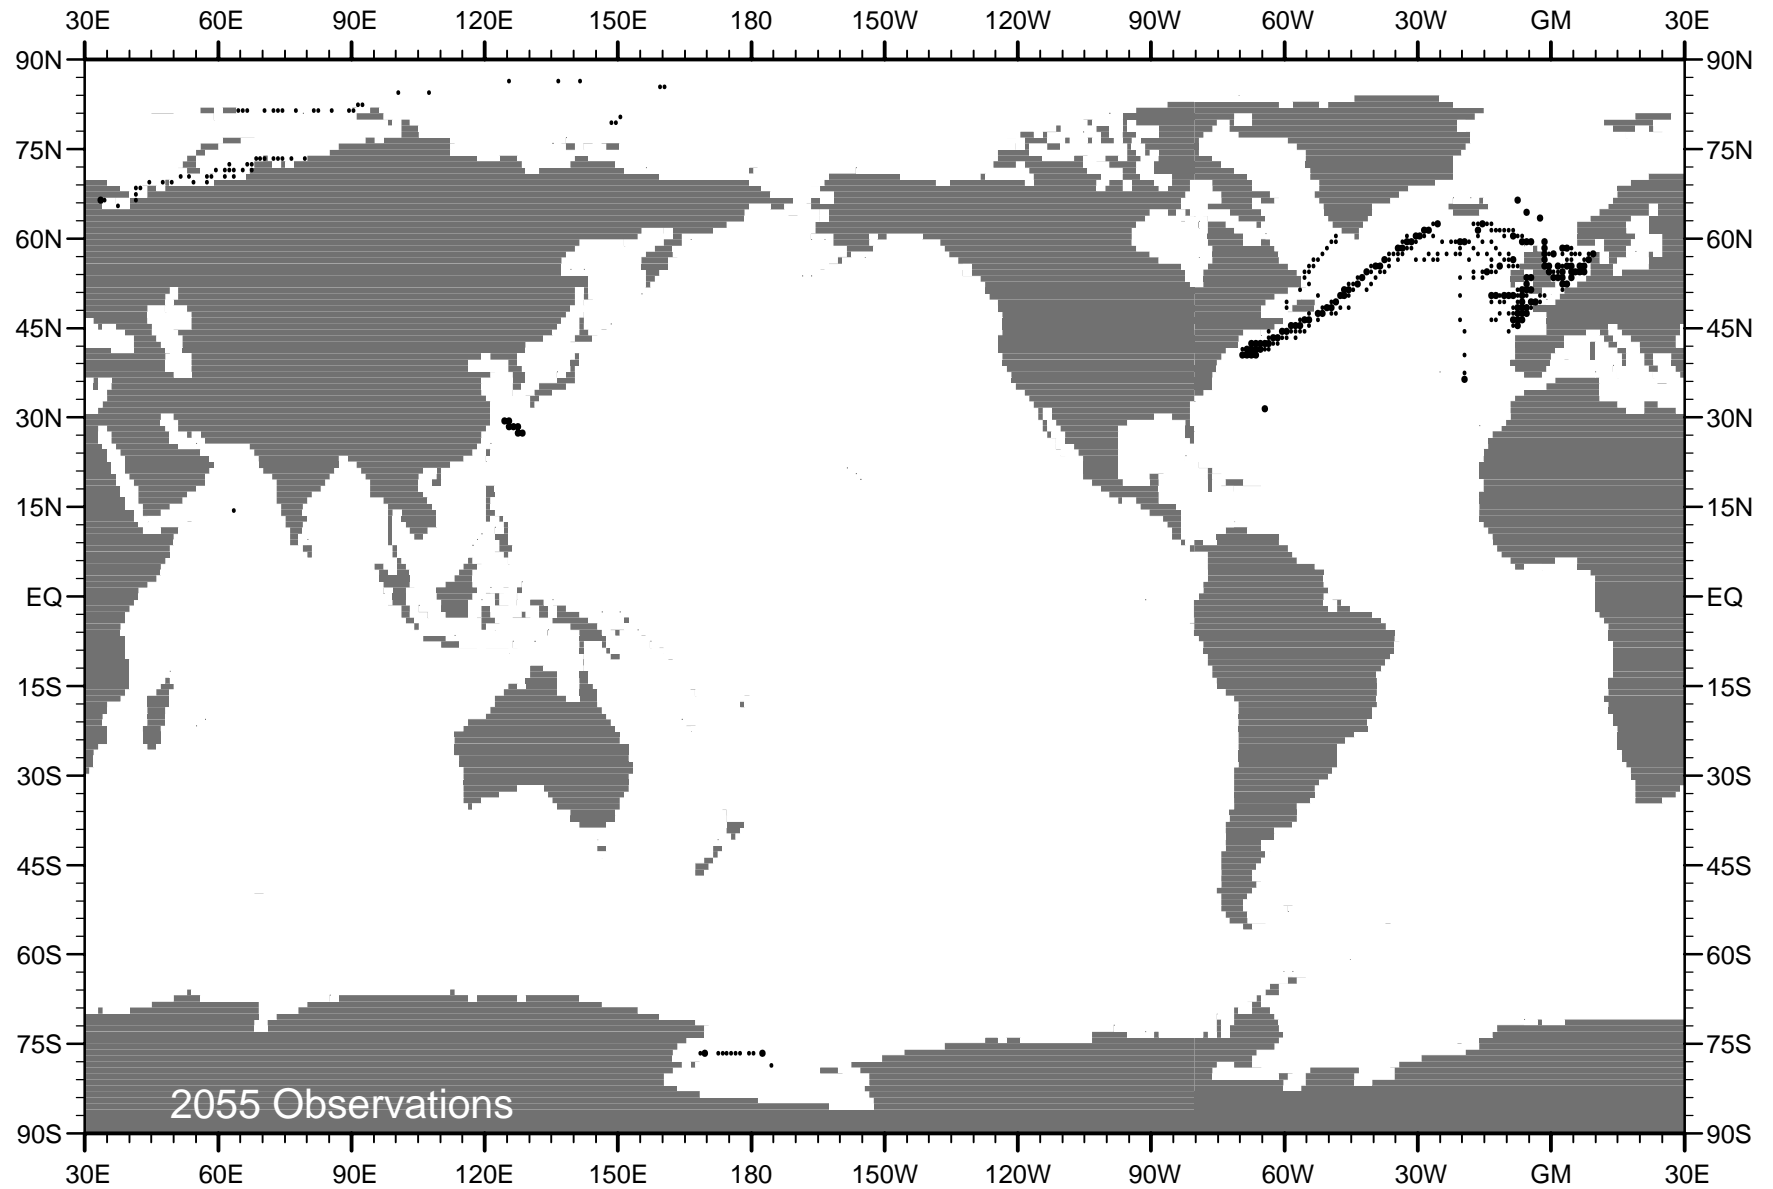 30E 60E 90E 120E 150E 180 150W 120W 90W 60W 30W GM 30E
90N 90N
75N 75N
60N 60N
45N 45N
30N 30N
15N 15N
EQ EQ
15S 15S
30S 30S
45S 45S
60S 60S
75S 75S
2055 Observations
90S 90S
30E 60E 90E 120E 150E 180 150W 120W 90W 60W 30W GM 30E